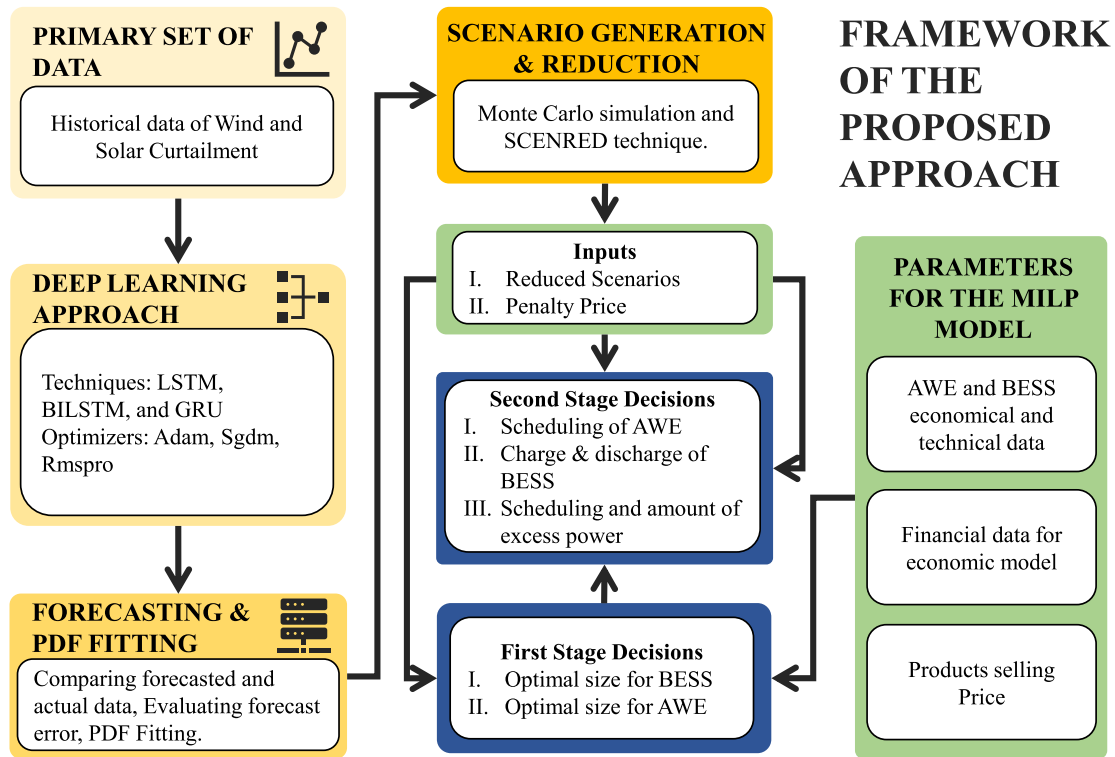 PRIMARY SET OF
DATA
Historical data of Wind and
Solar Curtailment
DEEP LEARNING
APPROACH
Techniques: LSTM,
BILSTM, and GRU
Optimizers: Adam, Sgdm,
Rmspro
FORECASTING &
PDF FITTING
Comparing forecasted and
actual data, Evaluating forecast
error, PDF Fitting.
SCENARIO GENERATION
& REDUCTION
Monte Carlo simulation and
SCENRED technique.
Inputs
I. Reduced Scenarios
II. Penalty Price
Second Stage Decisions
I. Scheduling of AWE
II. Charge & discharge of
BESS
III. Scheduling and amount of
excess power
First Stage Decisions
I. Optimal size for BESS
II. Optimal size for AWE
FRAMEWORK
OF THE
PROPOSED
APPROACH
PARAMETERS
FOR THE MILP
MODEL
AWE and BESS
economical and
technical data
Financial data for
economic model
Products selling
Price